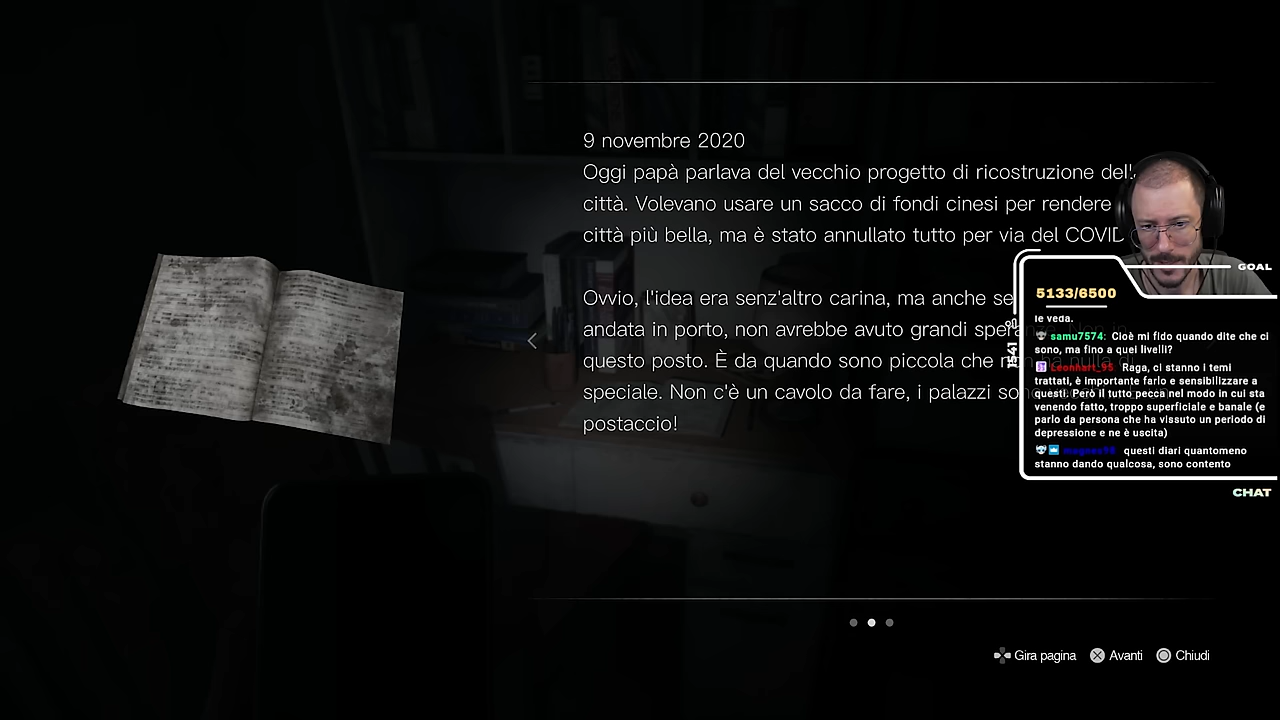 9 novembre 2020
Oggi papà parlava del vecchio progetto di ricostruzione
città. Volevano usare un sacco di fondi cinesi per rendere
città più bella, ma è stato annullato tutto per via del COVID
Ovvio, l'idea era senz'altro carina, ma anche se
andata in porto, non avrebbe avuto grandi
questo posto. È da quando sono piccola che
speciale. Non c'è un cavolo da fare, i palazzi
postaccio!
GOAL
5133/6500
le veda.
samu7574: Cioè mi fido quando dite che ci
sono, ma fino a quei livelli?
Leonhart_95 Raga, ci stanno i temi
trattati, è importante farlo e sensibilizzare a
questi. Però il tutto pecca nel modo in cui sta
venendo fatto, troppo superficiale e banale (e
parlo da persona che ha vissuto un periodo di
depressione e ne è uscita)
questi diari quantomeno
stanno dando qualcosa, sono contento
CHAT
Gira pagina
Avanti
Chiudi